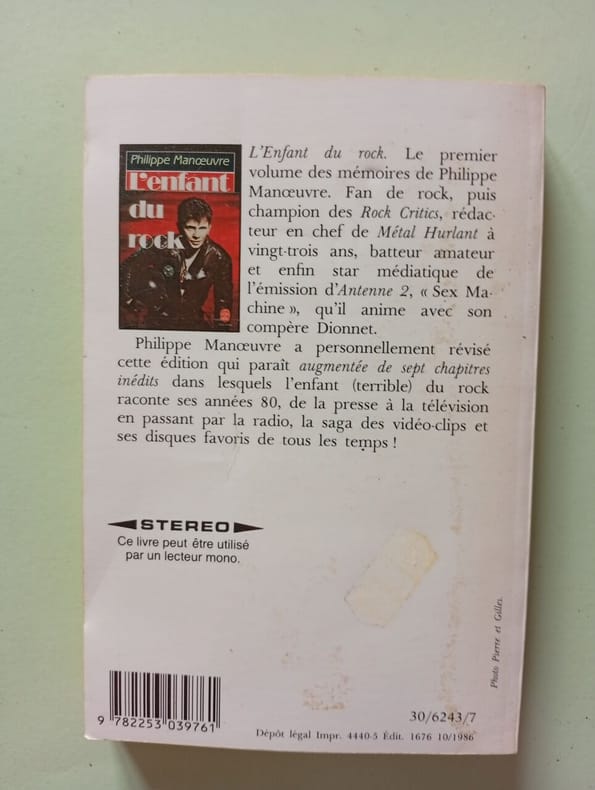 Philippe Manœuvre
L'enfant
du
rock
L'Enfant du rock. Le premier
volume des mémoires de Philippe
Manœuvre. Fan de rock, puis
champion des Rock Critics, rédac-
teur en chef de Métal Hurlant à
vingt-trois ans, batteur amateur
et enfin star médiatique de
l'émission d'Antenne 2, « Sex Ma-
chine », qu'il anime avec son
compère Dionnet.
Philippe Manœuvre a personnellement révisé
cette édition qui paraît augmentée de sept chapitres
inédits dans lesquels l'enfant (terrible) du rock
raconte ses années 80, de la presse à la télévision
en passant par la radio, la saga des vidéo-clips et
ses disques favoris de tous les temps !
STEREO
Ce livre peut être utilisé
par un lecteur mono.
Photo Pierre et Gilles.
9 782253 039761
30/6243/7
Dépôt légal Impr. 4440-5 Édit. 1676 10/1986